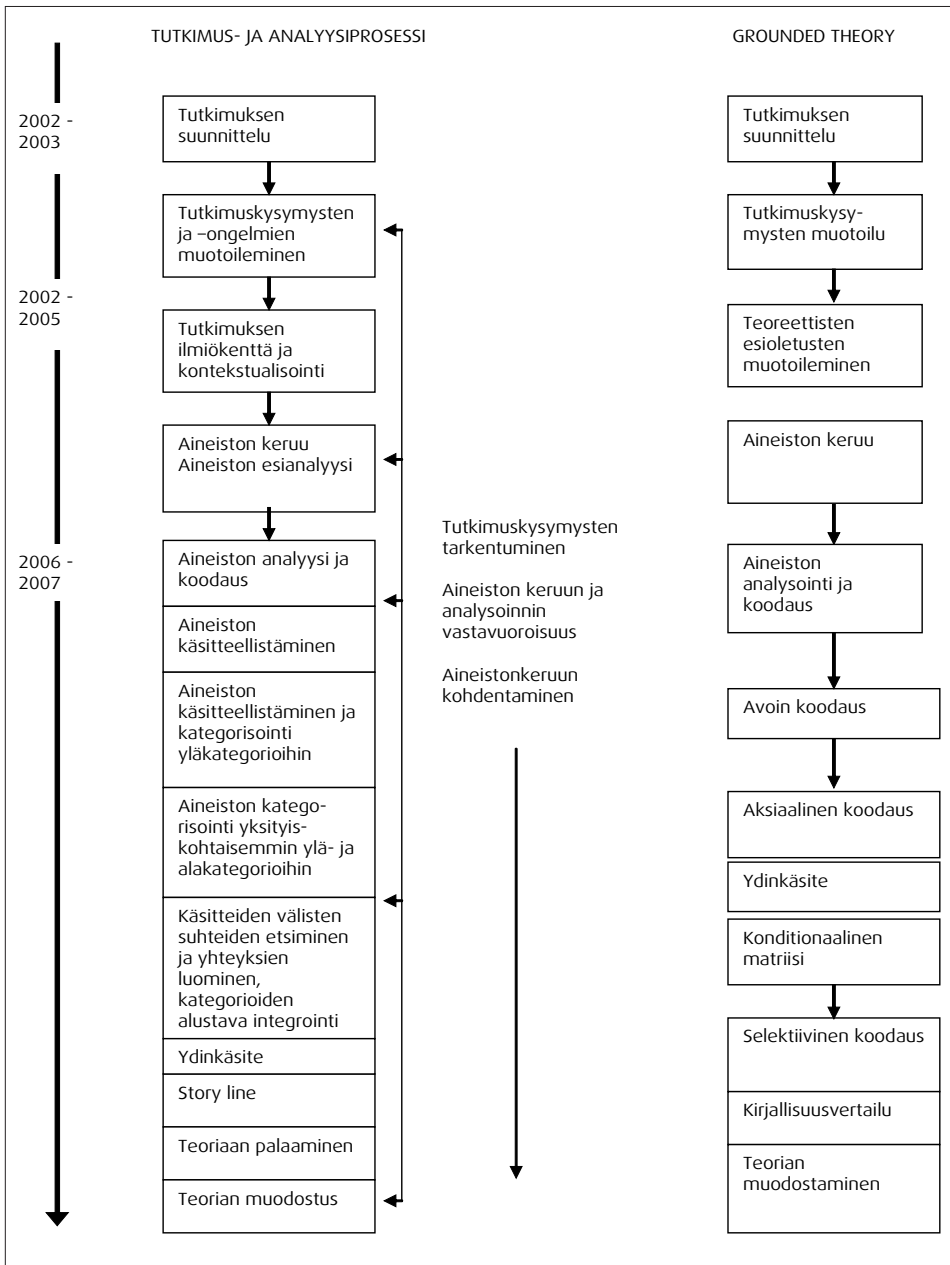 TUTKIMUS- JA ANALYYSIPROSESSI
GROUNDED THEORY
2002 -
2003
2002 -
2005
2006 -
2007
Tutkimuksen
suunnittelu
Tutkimuskysymysten
ja –ongelmien
muotoileminen
Tutkimuksen
ilmiökenttä ja
kontekstualisointi
Aineiston keruu
Aineiston esianalyysi
Aineiston analyysi ja
koodaus
Aineiston
käsitteellistäminen
Aineiston
käsitteellistäminen ja
kategorisointi
yläkategorioihin
Aineiston katego-
risointi yksityis-
kohtaisemmin ylä- ja
alakategorioihin
Käsitteiden välisten
suhteiden etsiminen
ja yhteyksien
luominen,
kategorioiden
alustava integrointi
Ydinkäsite
Story line
Teoriaan palaaminen
Teorian muodostus
Tutkimuskysymysten
tarkentuminen
Aineiston keruun ja
analysoinnin
vastavuoroisuus
Aineistonkeruun
kohdentaminen
Tutkimuksen
suunnittelu
Tutkimuskysy-
mysten muotoilu
Teoreettisten
esioletusten
muotoileminen
Aineiston keruu
Aineiston
analysointi ja
koodaus
Avoin koodaus
Aksiaalinen koodaus
Ydinkäsite
Konditionaalinen
matriisi
Selektiivinen koodaus
Kirjallisuusvertailu
Teorian
muodostaminen